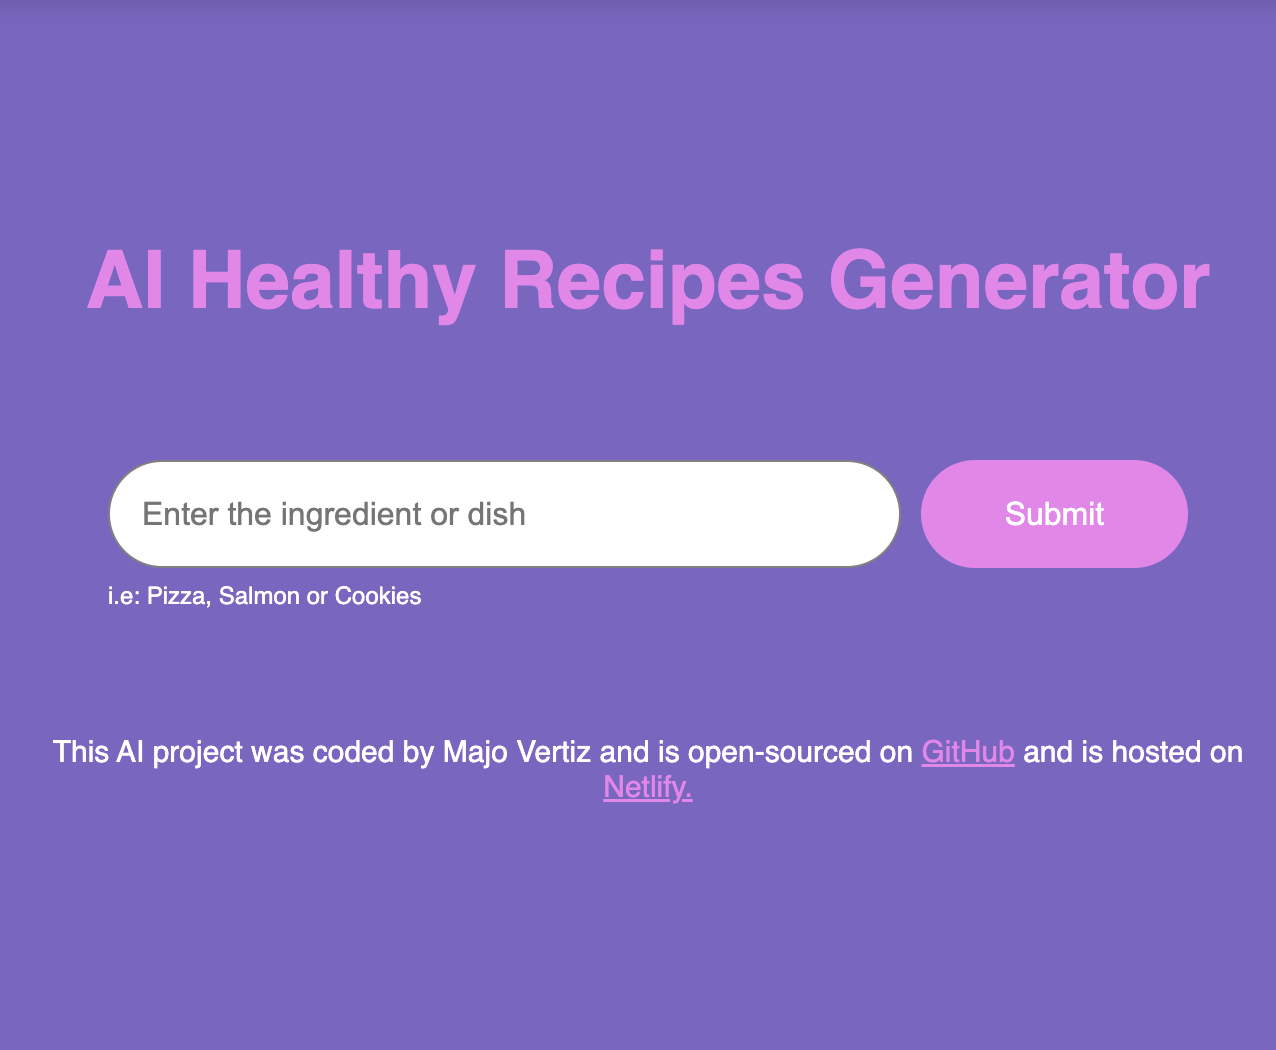 AI Healthy Recipes Generator
Enter the ingredient or dish
Submit
i.e: Pizza, Salmon or Cookies
This AI project was coded by Majo Vertiz and is open-sourced on GitHub and is hosted on
Netlify.